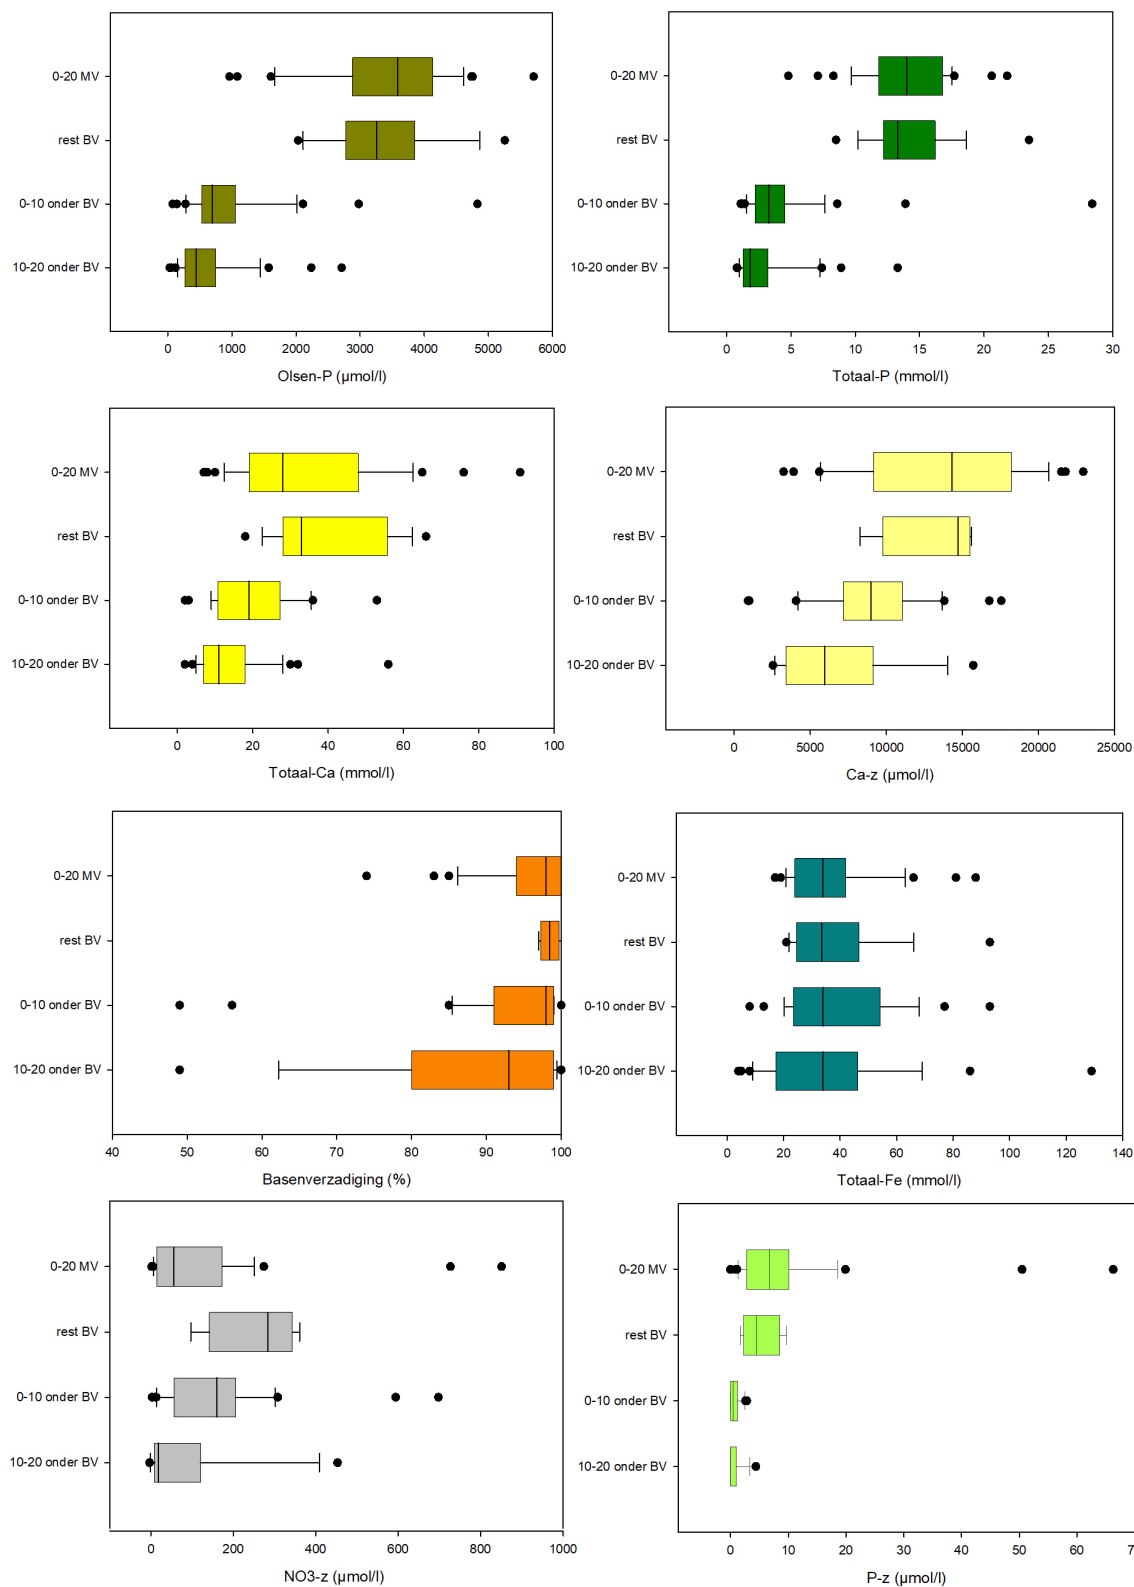 0-20 MV
rest BV
0-10 onder BV
10-20 onder BV
0 1000 2000 3000 4000 5000 6000
Olsen-P (µmol/l)
0-20 MV
rest BV
0-10 onder BV
10-20 onder BV
0 5 10 15 20 25 30
Totaal-P (mmol/l)
0-20 MV
rest BV
0-10 onder BV
10-20 onder BV
0 20 40 60 80 100
Totaal-Ca (mmol/l)
0-20 MV
rest BV
0-10 onder BV
10-20 onder BV
0 5000 10000 15000 20000 25000
Ca-z (µmol/l)
0-20 MV
rest BV
0-10 onder BV
10-20 onder BV
40 50 60 70 80 90 100
Basenverzadiging (%)
0-20 MV
rest BV
0-10 onder BV
10-20 onder BV
0 20 40 60 80 100 120 140
Totaal-Fe (mmol/l)
0-20 MV
rest BV
0-10 onder BV
10-20 onder BV
0 200 400 600 800 1000
NO3-z (µmol/l)
0-20 MV
rest BV
0-10 onder BV
10-20 onder BV
0 10 20 30 40 50 60
P-z (µmol/l)